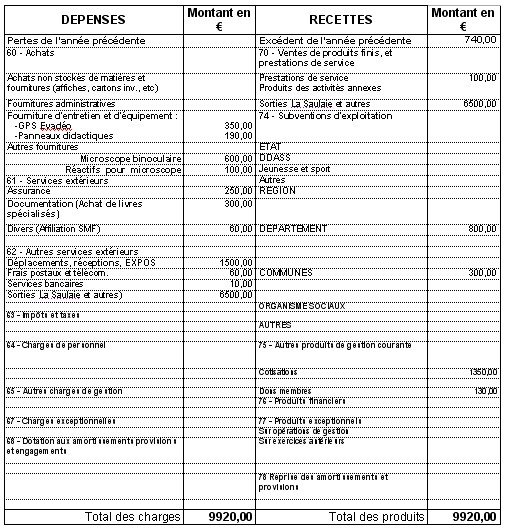 DEPENSES Montant en € RECETTES Montant en €
Pertes de l'année précédente Excédent de l'année précédente 740,00
60 - Achats 70 - Ventes de produits finis, et prestations de service
Achats non stockés de matières et fournitures (affiches, cartons inv., etc) Prestations de service 100,00
Produits des activités annexes
Fournitures administratives Sorties La Saulaie et autres 6500,00
Fourniture d'entretien et d'équipement : 74 - Subventions d'exploitation
-GPS Evadéo 350,00
-Panneaux didactiques 190,00
Autres fournitures ETAT
Microscope binoculaire 600,00 DDASS
Réactifs pour microscope 100,00 Jeunesse et sport
61 - Services extérieurs Autres
Assurance 250,00 REGION
Documentation (Achat de livres spécialisés) 300,00
Divers (Affiliation SMF) 60,00 DEPARTEMENT 800,00
62 - Autres services extérieurs
Déplacements, réceptions, EXPOS 1500,00
Frais postaux et télécom. 60,00 COMMUNES 300,00
Services bancaires 10,00
Sorties La Saulaie et autres) 6500,00
ORGANISME SOCIAUX
63 - Impôts et taxes
AUTRES
64 - Charges de personnel 75 - Autres produits de gestion courante
Cotisations 1350,00
65 - Autres charges de gestion Dons membres 130,00
76 - Produits financiers
67 - Charges exceptionnelles 77 - Produits exceptionnels
Sur opérations de gestion
68 - Dotation aux amortissements provisions et engagements Sur exercices antérieurs
78 Reprise des amortissements et provisions
Total des charges 9920,00 Total des produits 9920,00